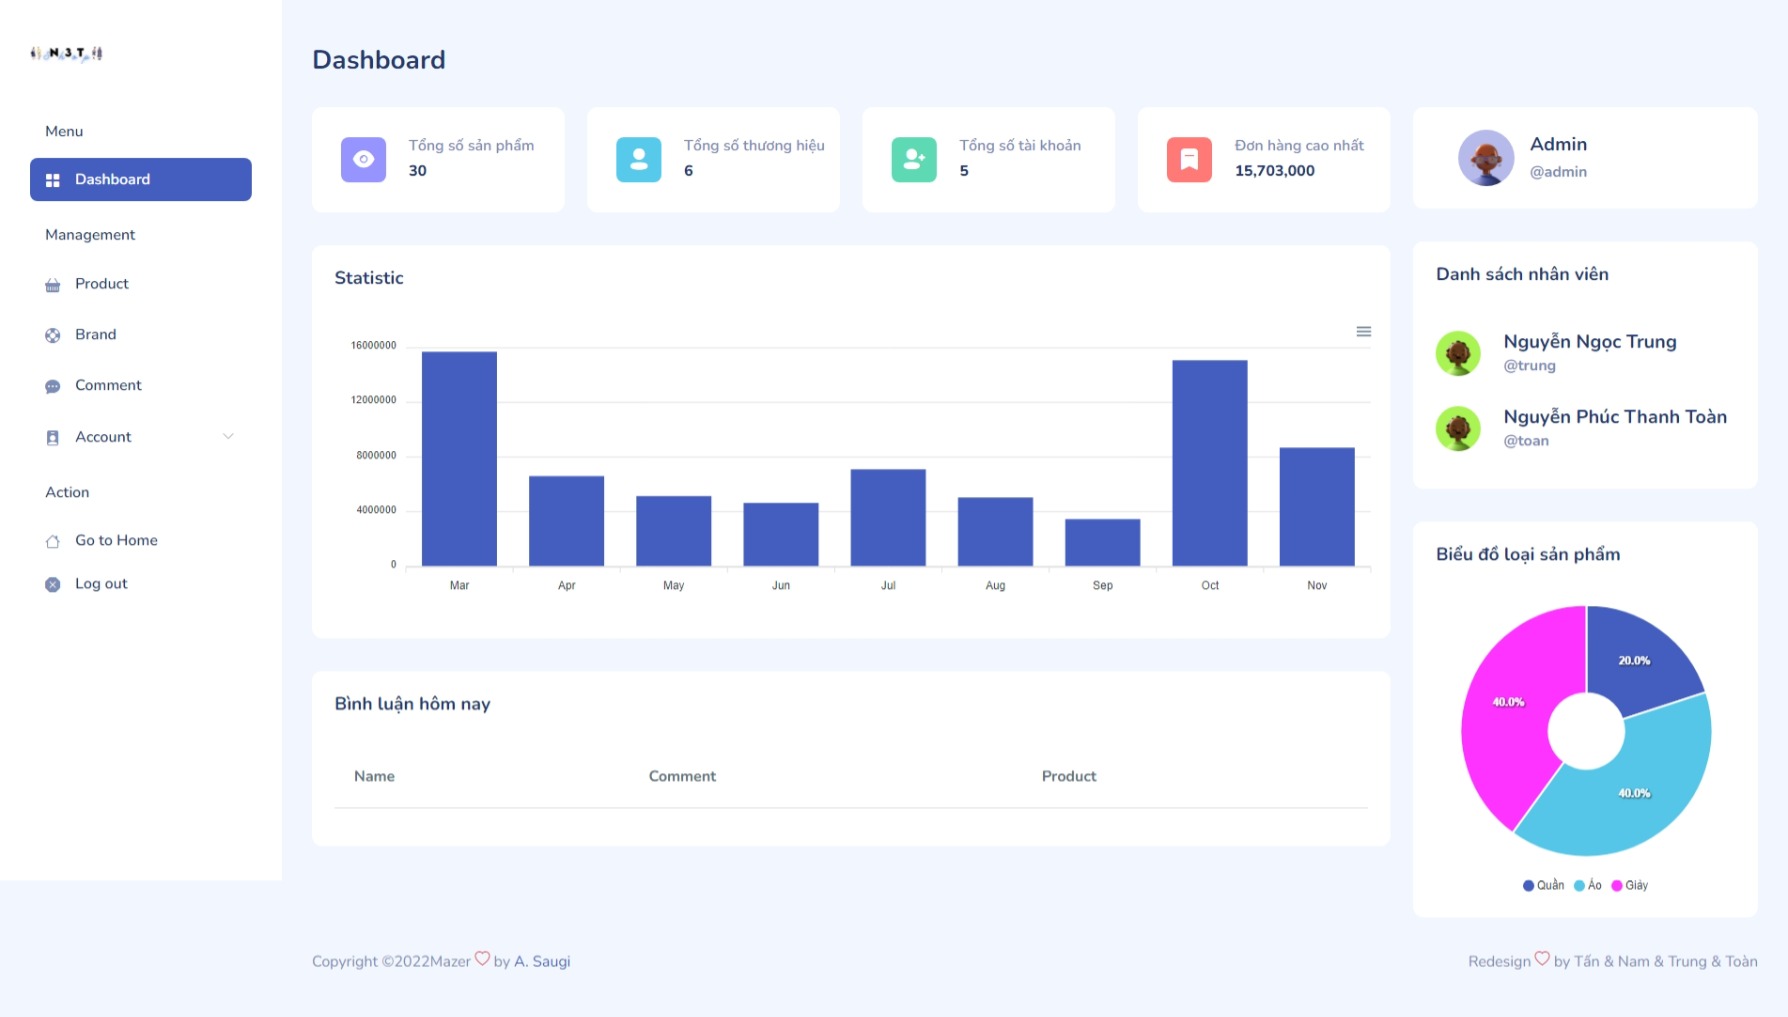 N 3 T
Menu
Dashboard
Management
Product
Brand
Comment
Account
Action
Go to Home
Log out
Dashboard
Tổng số sản phẩm
30
Tổng số thương hiệu
6
Tổng số tài khoản
5
Đơn hàng cao nhất
15,703,000
Admin
@admin
Statistic
16000000
12000000
8000000
4000000
0
Mar Apr May Jun Jul Aug Sep Oct Nov
Bình luận hôm nay
Name Comment Product
Danh sách nhân viên
Nguyễn Ngọc Trung
@trung
Nguyễn Phúc Thanh Toàn
@toan
Biểu đồ loại sản phẩm
20.0%
40.0%
40.0%
Quần Áo Giày
Copyright ©2022Mazer by A. Saugi
Redesign by Tấn & Nam & Trung & Toàn